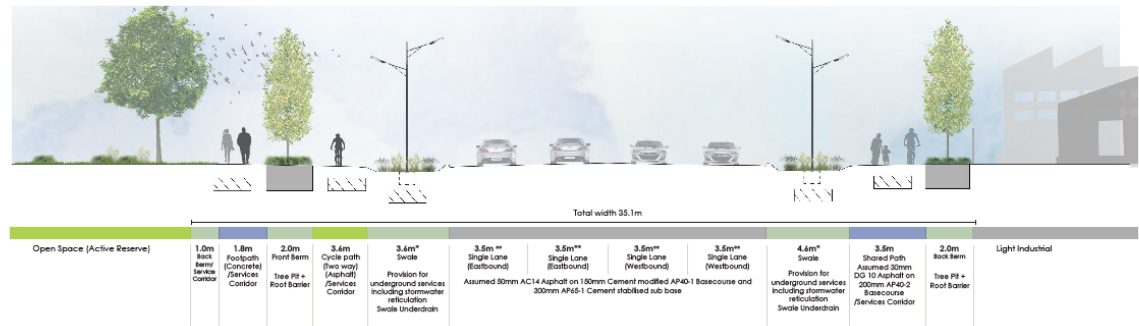 Total width 35.1m
Open Space (Active Reserve)
1.0m
Back
Berm/
Service
Corridor
1.8m
Footpath
(Concrete)
/Services
Corridor
2.0m
Front Berm
Tree Pit +
Root Barrier
3.6m
Cycle path
(Two way)
(Asphalt)
/Services
Corridor
3.6m*
Swale
Provision for
underground services
including stormwater
reticulation
Swale Underdrain
3.5m **
Single Lane
(Eastbound)
3.5m**
Single Lane
(Eastbound)
3.5m**
Single Lane
(Westbound)
3.5m**
Single Lane
(Westbound)
Assumed 50mm AC14 Asphalt on 150mm Cement modified AP40-1 Basecourse and
300mm AP65-1 Cement stabilised sub base
4.6m*
Swale
Provision for
underground services
including stormwater
reticulation
Swale Underdrain
3.5m
Shared Path
Assumed 30mm
DG 10 Asphalt on
200mm AP40-2
Basecourse
/Services Corridor
2.0m
Back Berm
Tree Pit +
Root Barrier
Light Industrial